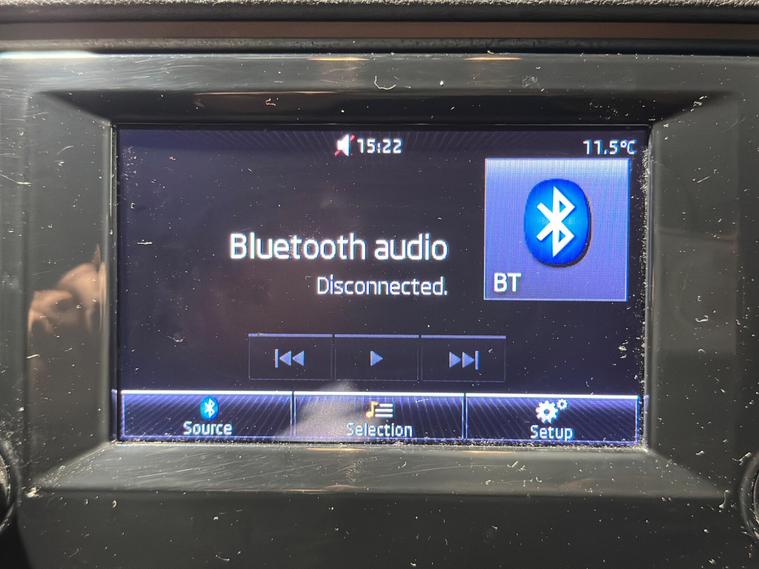 15:22
11.5°C
Bluetooth audio
Disconnected.
BT
Source
Selection
Setup